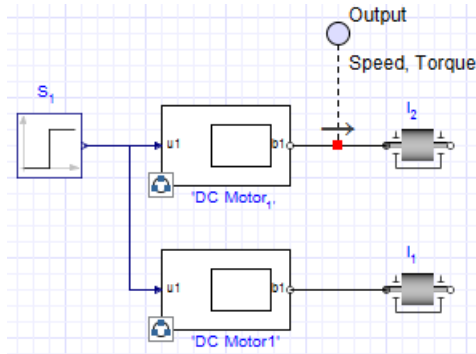 Output
Speed, Torque
S1
I2
u1
b1
'DC Motor1'
I1
u1
b1
'DC Motor1'